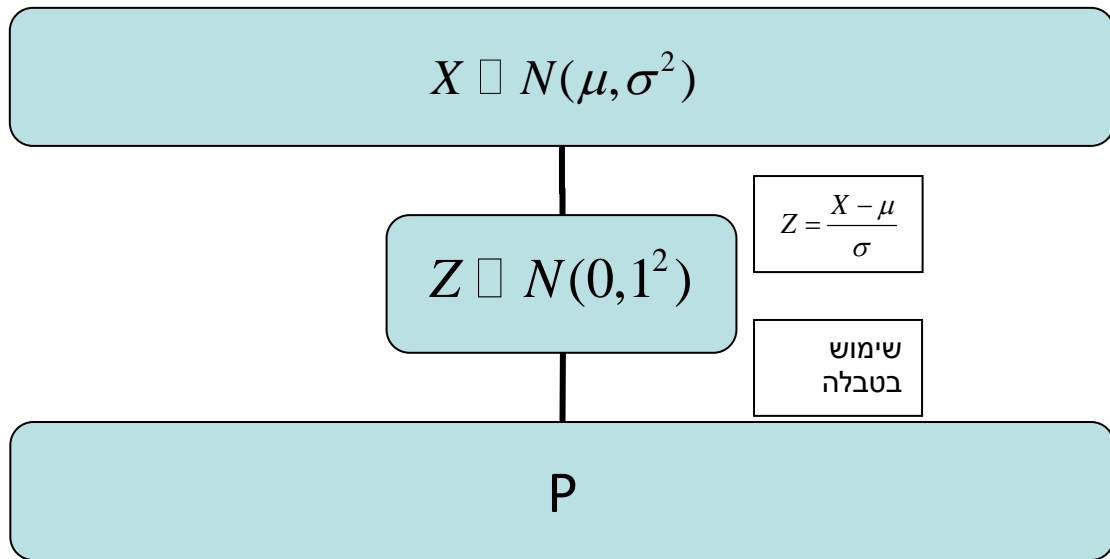 X □ N(μ,σ²)
Z = (X − μ) / σ
Z □ N(0,1²)
שימוש
בטבלה
P